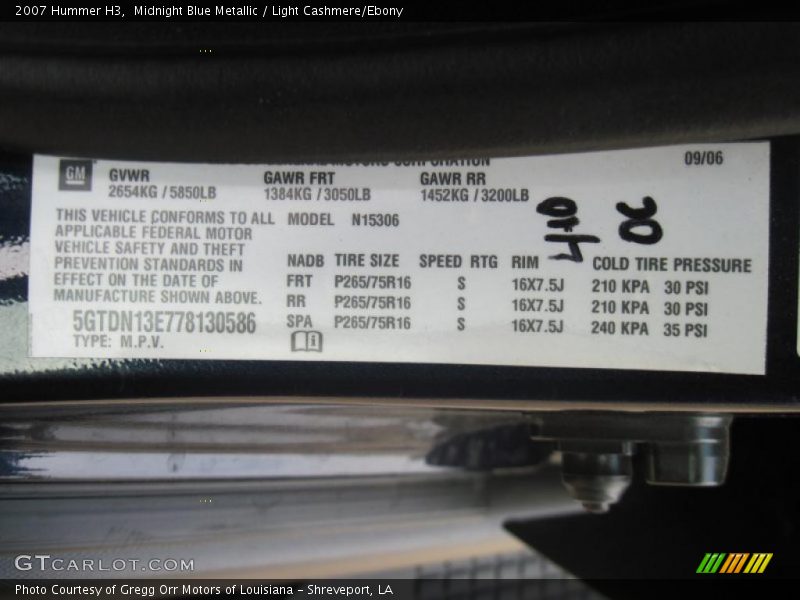 2007 Hummer H3, Midnight Blue Metallic / Light Cashmere/Ebony
GENERAL MOTORS CORPORATION
09/06
GM
GVWR GAWR FRT GAWR RR
2654KG / 5850LB 1384KG / 3050LB 1452KG / 3200LB
THIS VEHICLE CONFORMS TO ALL
APPLICABLE FEDERAL MOTOR
VEHICLE SAFETY AND THEFT
PREVENTION STANDARDS IN
EFFECT ON THE DATE OF
MANUFACTURE SHOWN ABOVE.
5GTDN13E778130586
TYPE: M.P.V.
MODEL N15306
NADB TIRE SIZE SPEED RTG RIM COLD TIRE PRESSURE
FRT P265/75R16 S 16X7.5J 210 KPA 30 PSI
RR P265/75R16 S 16X7.5J 210 KPA 30 PSI
SPA P265/75R16 S 16X7.5J 240 KPA 35 PSI
GTCARLOT.COM
Photo Courtesy of Gregg Orr Motors of Louisiana - Shreveport, LA